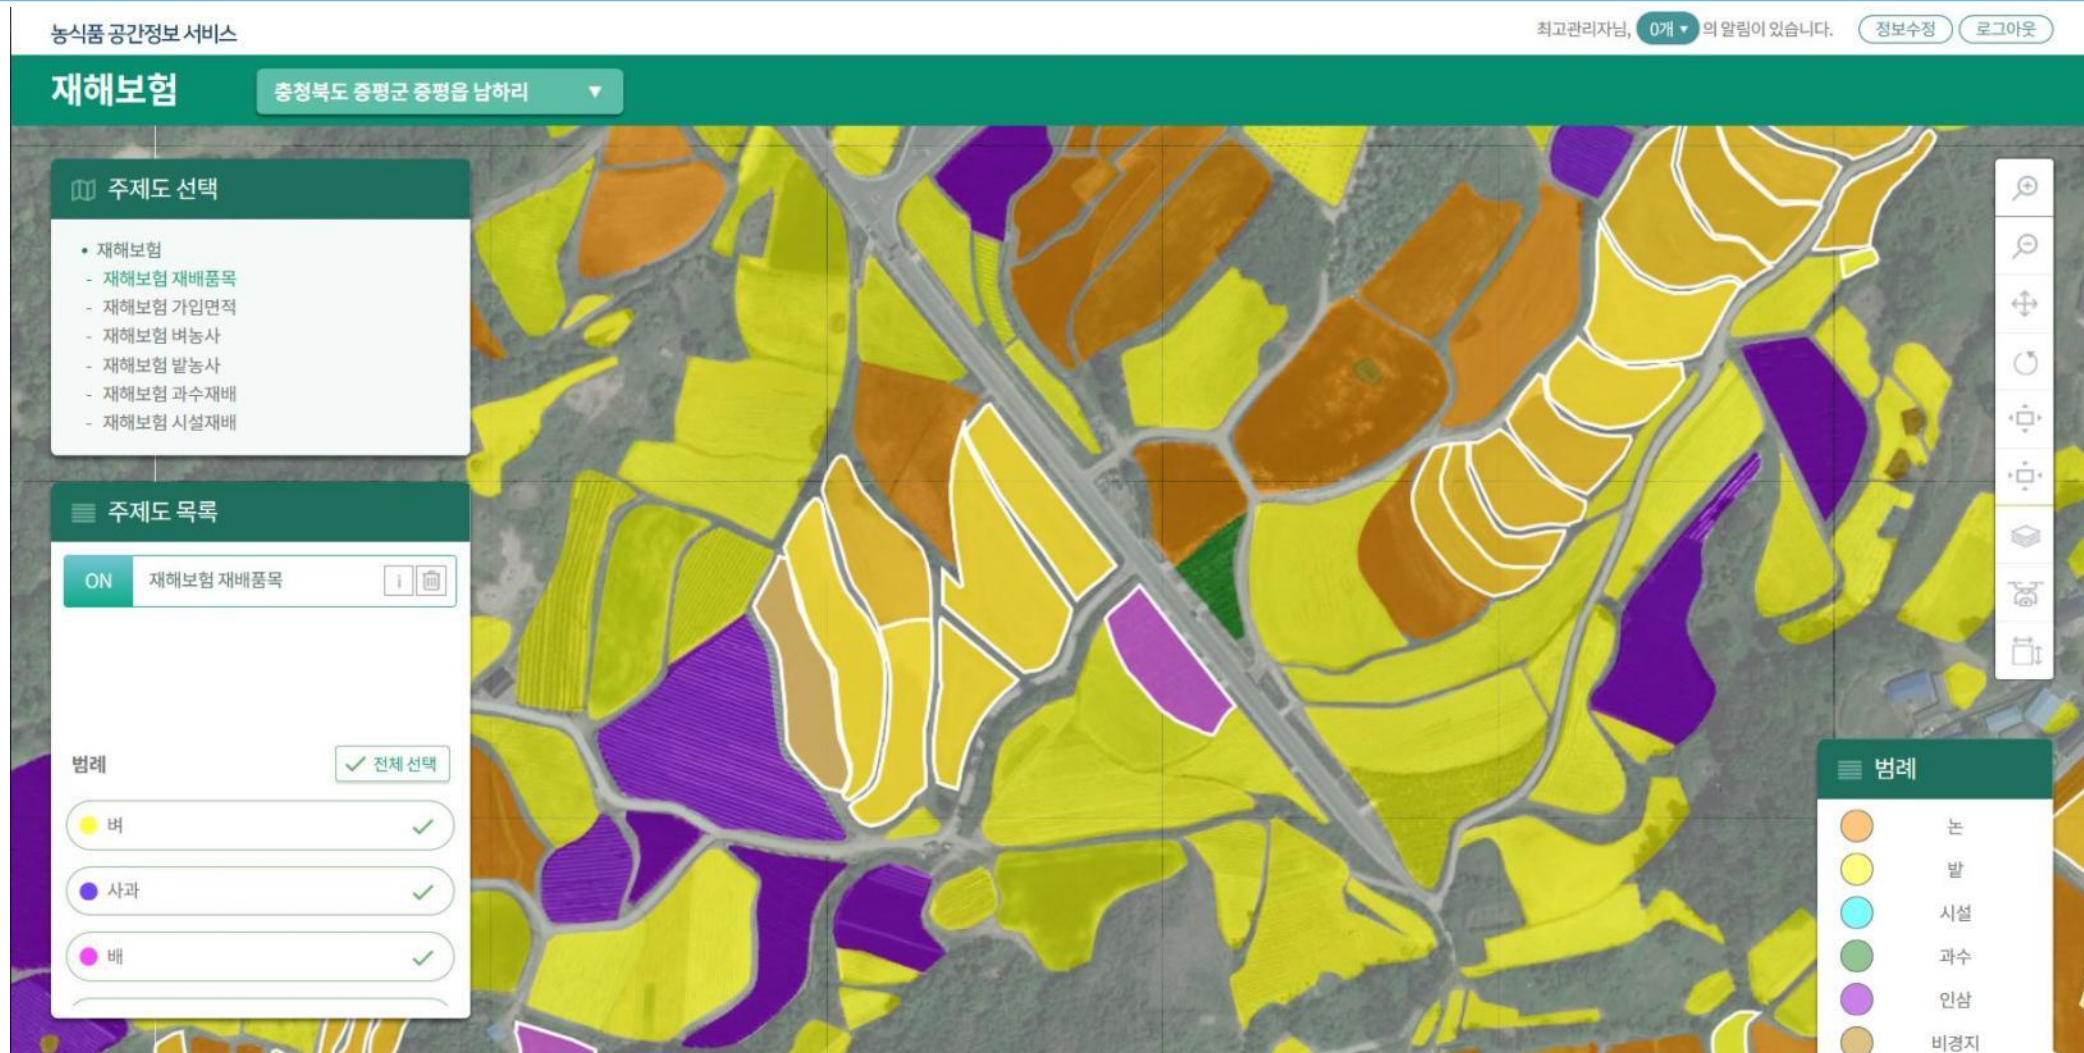 농식품 공간정보 서비스
최고관리자님, 0개 ▼ 의 알림이 있습니다. 정보수정 로그아웃
재해보험 충청북도 증평군 증평읍 남하리 ▼
주제도 선택
• 재해보험
- 재해보험 재배품목
- 재해보험 가입면적
- 재해보험 벼농사
- 재해보험 밭농사
- 재해보험 과수재배
- 재해보험 시설재배
주제도 목록
ON 재해보험 재배품목 i
범례 전체 선택
벼
사과
배
범례
논
밭
시설
과수
인삼
비경지